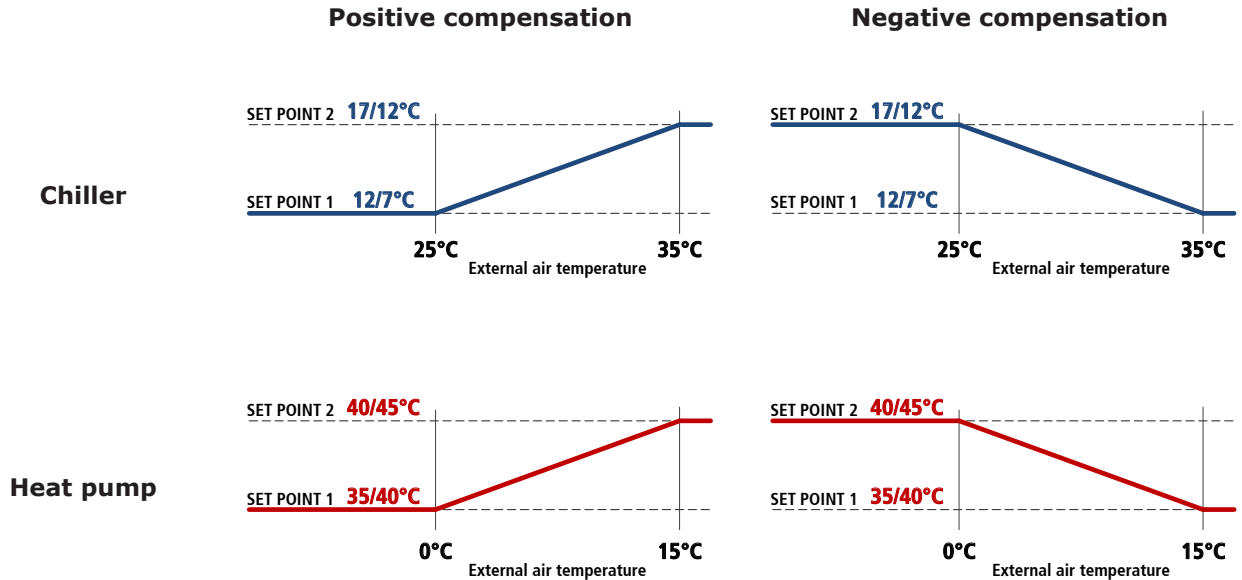 Positive compensation
Negative compensation
Chiller
SET POINT 2 17/12°C
SET POINT 1 12/7°C
25°C
35°C
External air temperature
SET POINT 2 17/12°C
SET POINT 1 12/7°C
25°C
35°C
External air temperature
Heat pump
SET POINT 2 40/45°C
SET POINT 1 35/40°C
0°C
15°C
External air temperature
SET POINT 2 40/45°C
SET POINT 1 35/40°C
0°C
15°C
External air temperature